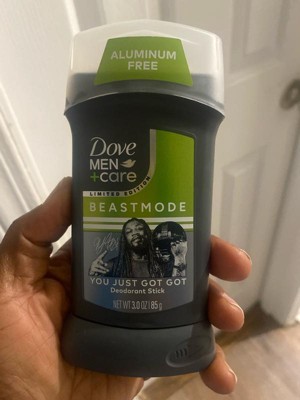 ALUMINUM
FREE
Dove
MEN
+care
LIMITED EDITION
BEASTMODE
YOU JUST GOT GOT
Deodorant Stick
NET WT 3.0 OZ | 85 g